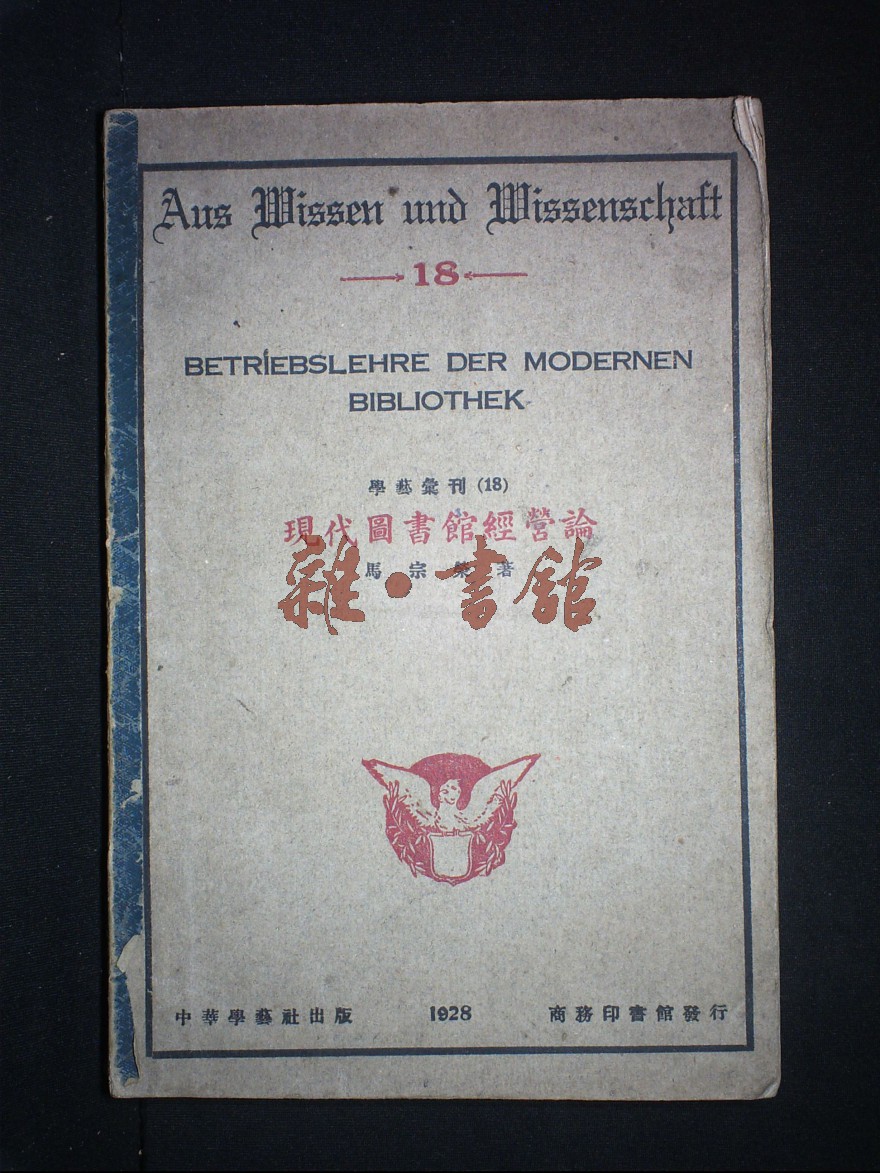 Aus Wissen und Wissenschaft
18
BETRIEBSLEHRE DER MODERNEN
BIBLIOTHEK
學藝彙刊(18)
現代圖書館經營論
馬宗榮著
雜·書館
中華學藝社出版 1928 商務印書館發行